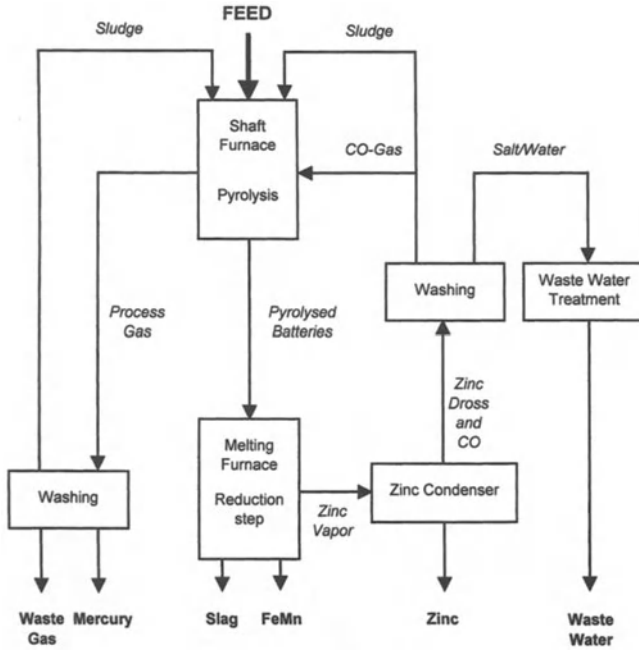 FEED
Sludge
Sludge
Shaft
Furnace
Pyrolysis
CO-Gas
Salt/Water
Washing
Waste Water
Treatment
Process
Gas
Pyrolysed
Batteries
Zinc
Dross
and
CO
Melting
Furnace
Reduction
step
Washing
Zinc Condenser
Zinc
Vapor
Waste
Gas
Mercury
Slag
FeMn
Zinc
Waste
Water